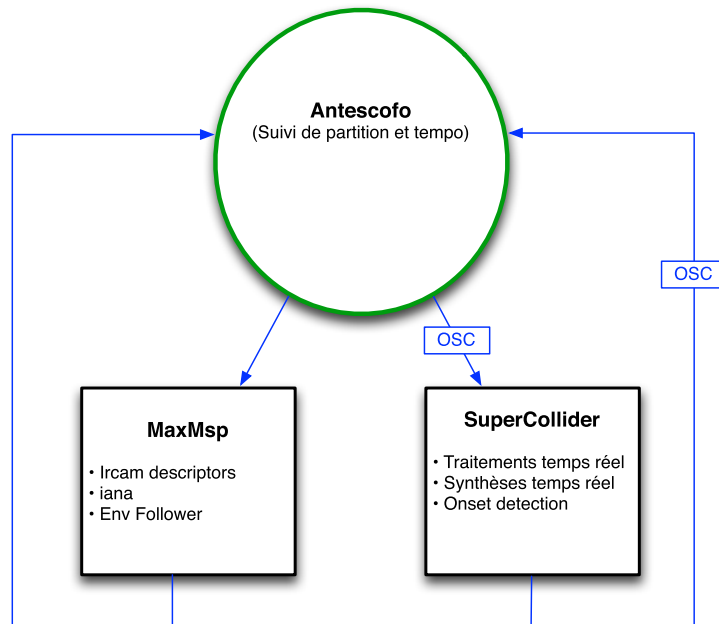 Antescofo
(Suivi de partition et tempo)
OSC
OSC
MaxMsp
• Ircam descriptors
• iana
• Env Follower
SuperCollider
• Traitements temps réel
• Synthèses temps réel
• Onset detection